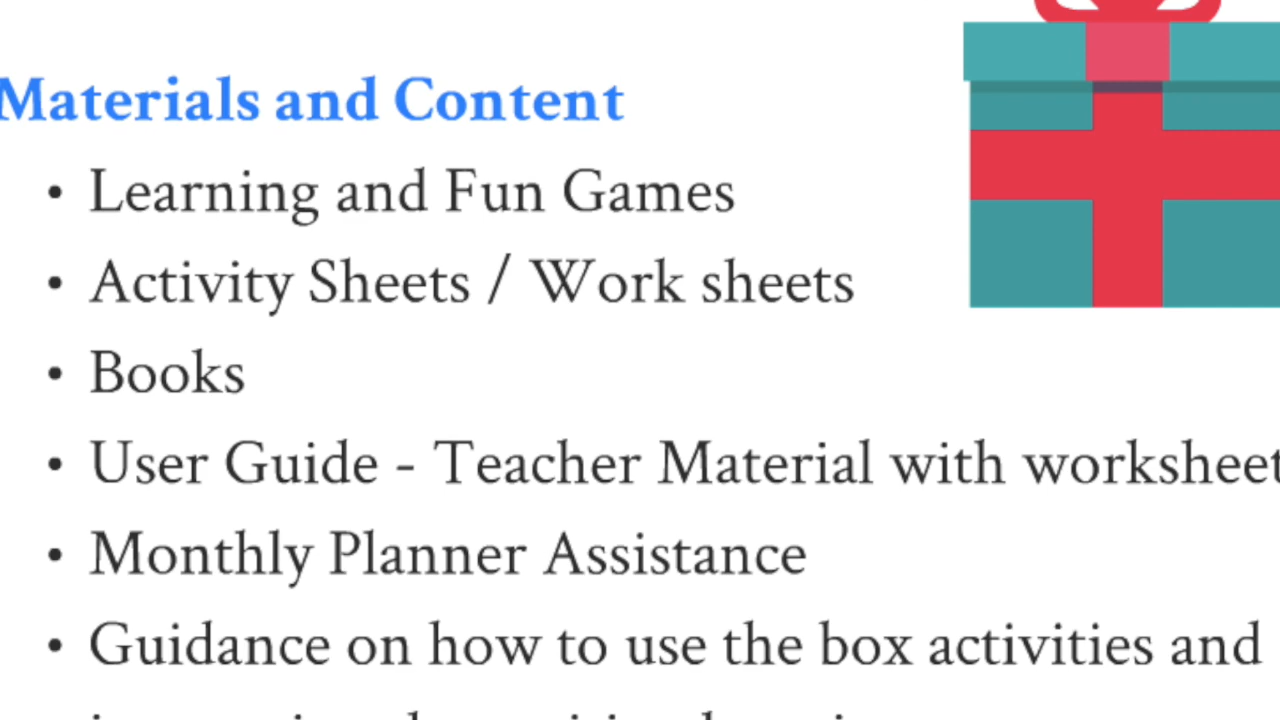 Materials and Content
• Learning and Fun Games
• Activity Sheets / Work sheets
• Books
• User Guide - Teacher Material with worksheet
• Monthly Planner Assistance
• Guidance on how to use the box activities and